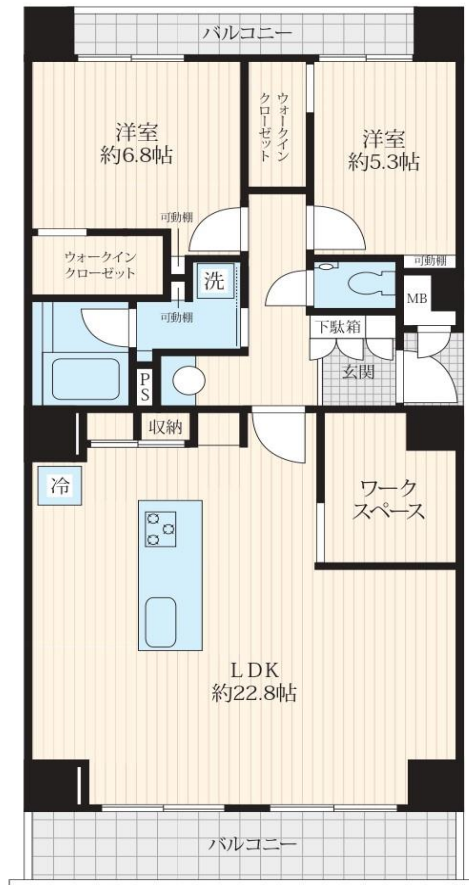 バルコニー
洋室
約6.8帖
ウォークイン
クローゼット
洋室
約5.3帖
可動棚
ウォークイン
クローゼット
可動棚
洗
可動棚
MB
下駄箱
玄関
PS
収納
冷
ワーク
スペース
LDK
約22.8帖
バルコニー